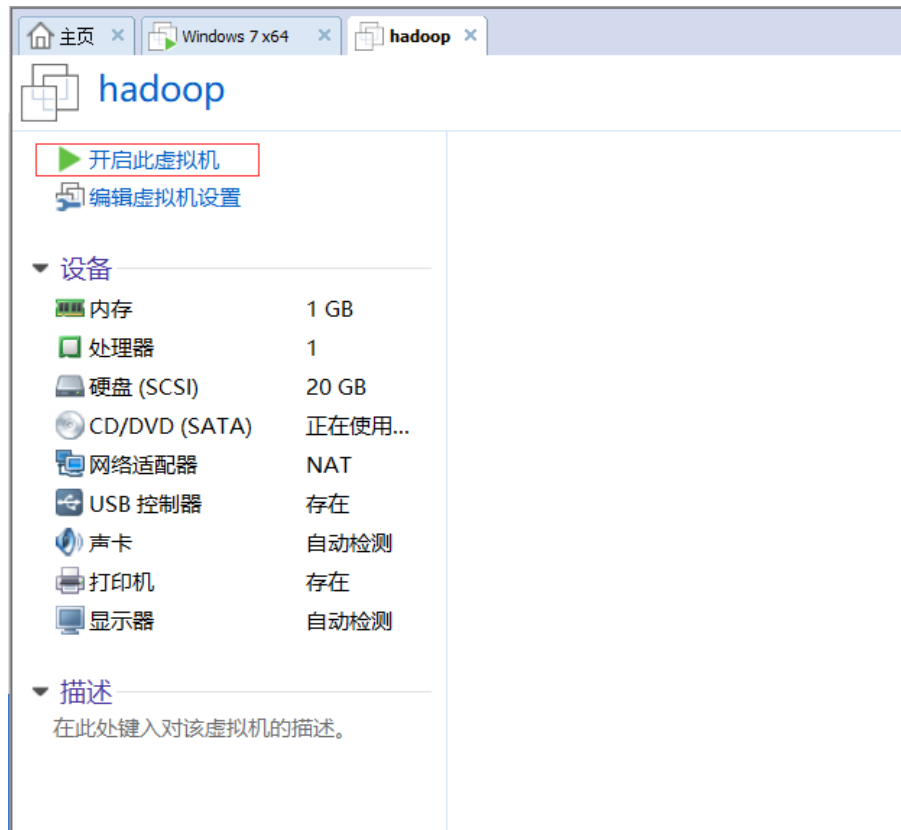 主页 Windows 7 x64 hadoop
hadoop
开启此虚拟机
编辑虚拟机设置
设备
内存 1 GB
处理器 1
硬盘 (SCSI) 20 GB
CD/DVD (SATA) 正在使用...
网络适配器 NAT
USB 控制器 存在
声卡 自动检测
打印机 存在
显示器 自动检测
描述
在此处键入对该虚拟机的描述。